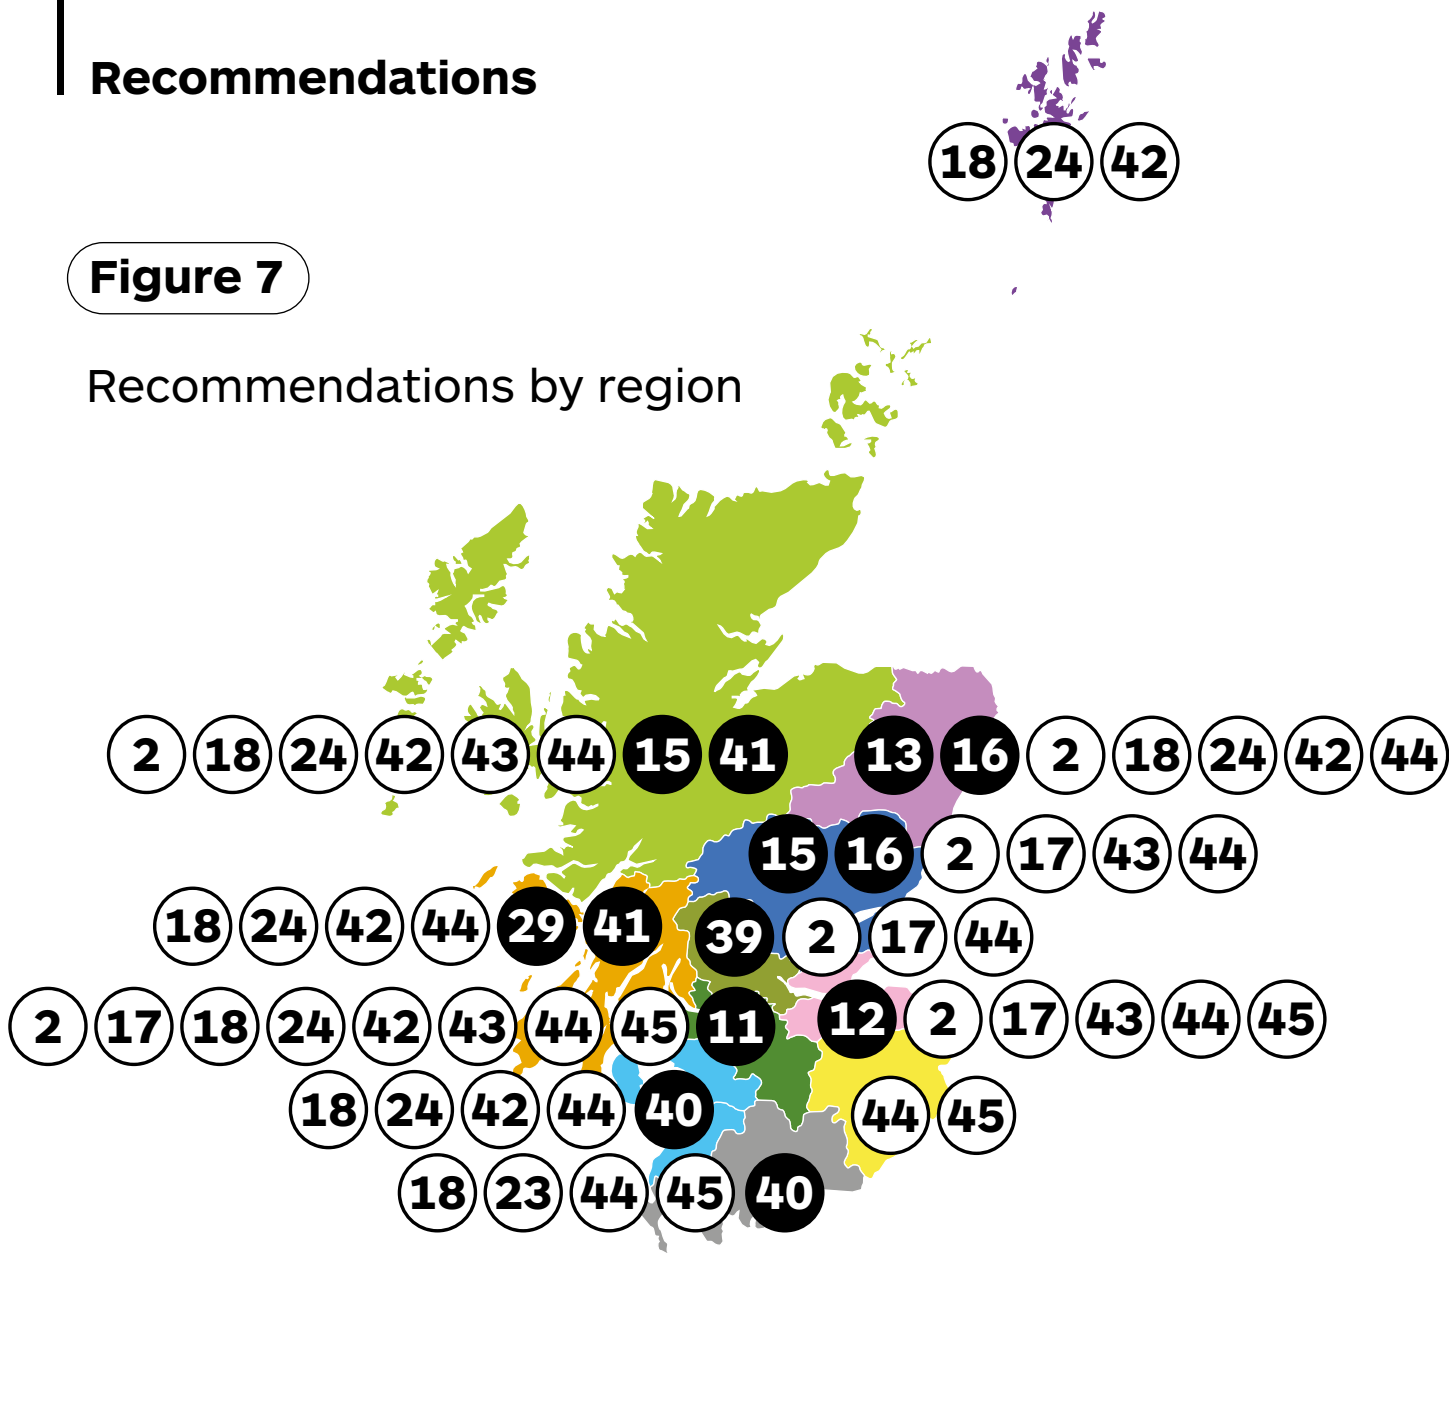 Recommendations
18 24 42
Figure 7
Recommendations by region
2 18 24 42 43 44 15 41 13 16 2 18 24 42 44
15 16 2 17 43 44
18 24 42 44 29 41 39 2 17 44
2 17 18 24 42 43 44 45 11 12 2 17 43 44 45
18 24 42 44 40 44 45
18 23 44 45 40